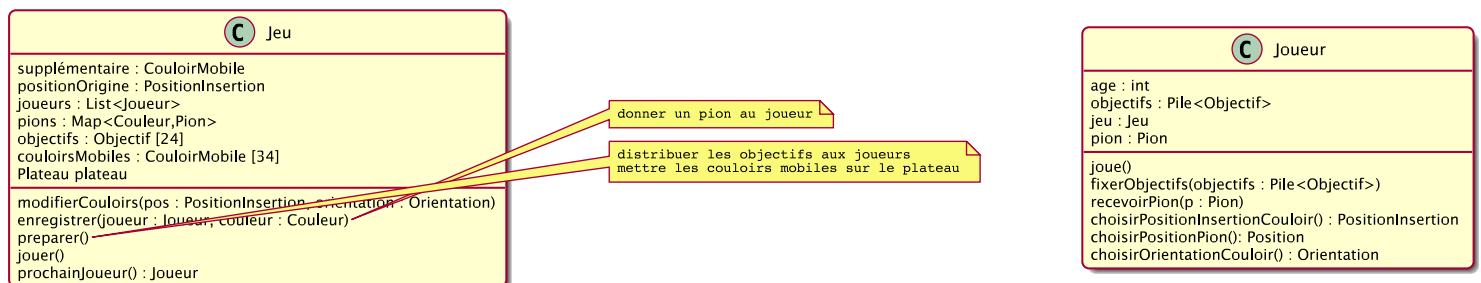 C Jeu
supplémentaire : CouloirMobile
positionOrigine : PositionInsertion
joueurs : List<Joueur>
pions : Map<Couleur,Pion>
objectifs : Objectif [24]
couloirsMobiles : CouloirMobile [34]
Plateau plateau
modifierCouloirs(pos : PositionInsertion, orientation : Orientation)
enregistrer(joueur : Joueur, couleur : Couleur)
preparer()
jouer()
prochainJoueur() : Joueur
donner un pion au joueur
distribuer les objectifs aux joueurs
mettre les couloirs mobiles sur le plateau
C Joueur
age : int
objectifs : Pile<Objectif>
jeu : Jeu
pion : Pion
joue()
fixerObjectifs(objectifs : Pile<Objectif>)
recevoirPion(p : Pion)
choisirPositionInsertionCouloir() : PositionInsertion
choisirPositionPion(): Position
choisirOrientationCouloir() : Orientation